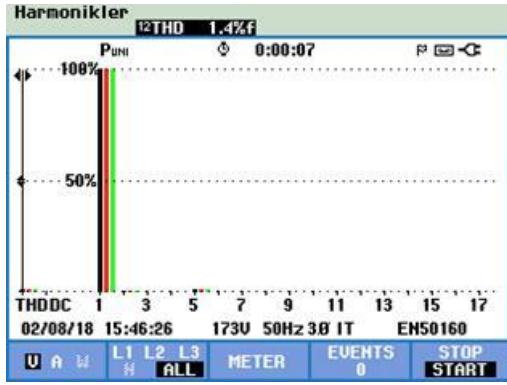 Harmonikler
12THD 1.4%f
PUNI 0:00:07
100%
50%
THDDC 1 3 5 7 9 11 13 15 17
02/08/18 15:46:26 173V 50Hz 3.0 IT EN50160
V A W L1 L2 L3 N ALL METER EVENTS 0 STOP START